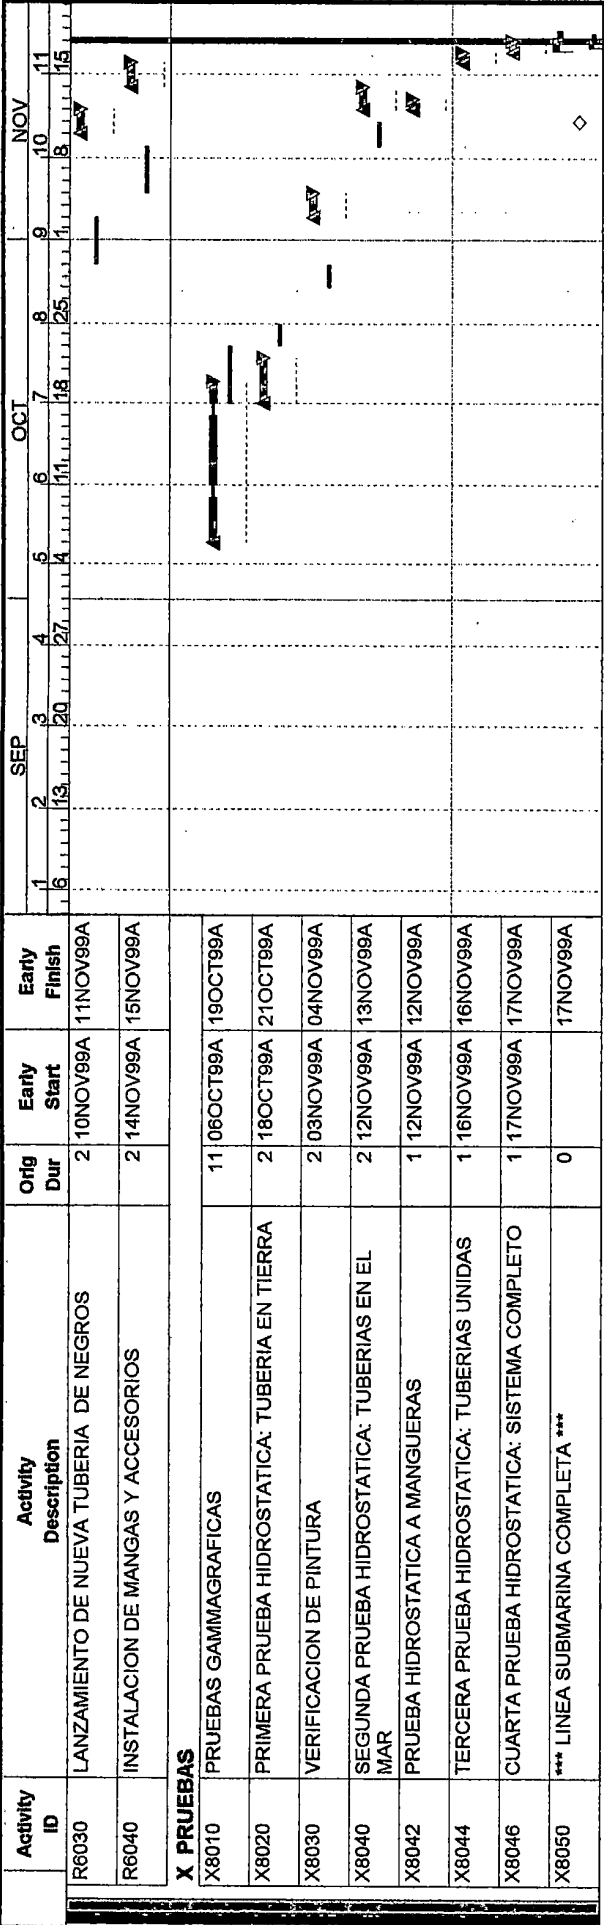 Activity ID Activity Description Orig Dur Early Start Early Finish SEP OCT NOV
1 2 3 4 5 6 7 8 9 10 11
6 13 20 27 4 11 18 25 1 8 15
R6030 LANZAMIENTO DE NUEVA TUBERIA DE NEGROS 2 10NOV99A 11NOV99A
R6040 INSTALACION DE MANGAS Y ACCESORIOS 2 14NOV99A 15NOV99A
X PRUEBAS
X8010 PRUEBAS GAMMAGRAFICAS 11 06OCT99A 19OCT99A
X8020 PRIMERA PRUEBA HIDROSTATICA: TUBERIA EN TIERRA 2 18OCT99A 21OCT99A
X8030 VERIFICACION DE PINTURA 2 03NOV99A 04NOV99A
X8040 SEGUNDA PRUEBA HIDROSTATICA: TUBERIAS EN EL 2 12NOV99A 13NOV99A
MAR
X8042 PRUEBA HIDROSTATICA A MANGUERAS 1 12NOV99A 12NOV99A
X8044 TERCERA PRUEBA HIDROSTATICA: TUBERIAS UNIDAS 1 16NOV99A 16NOV99A
X8046 CUARTA PRUEBA HIDROSTATICA: SISTEMA COMPLETO 1 17NOV99A 17NOV99A
X8050 *** LINEA SUBMARINA COMPLETA *** 0 17NOV99A